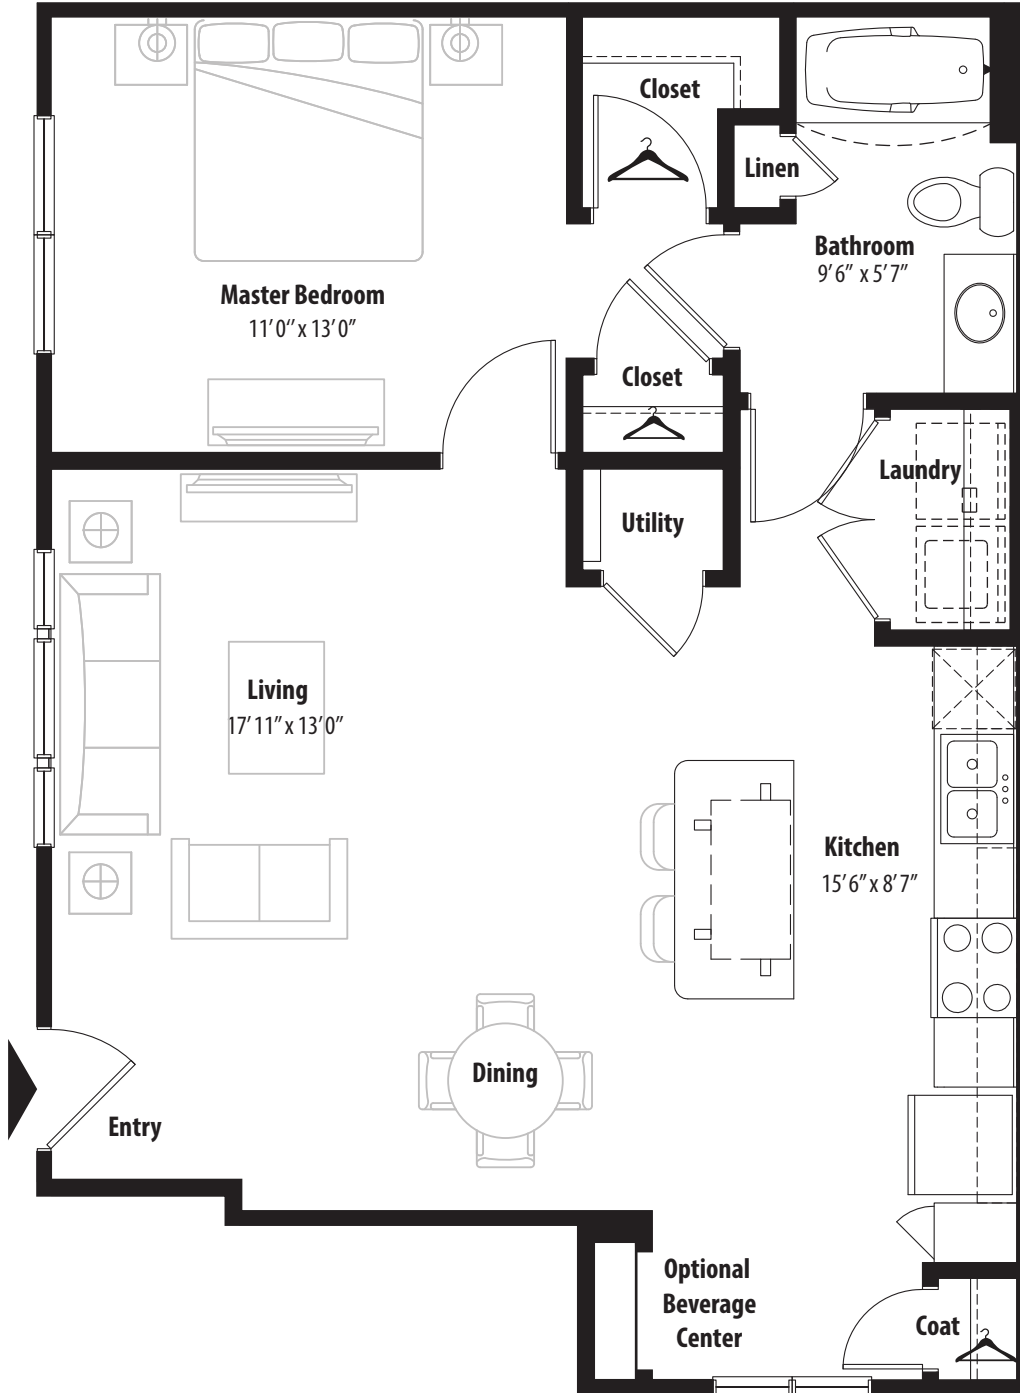 Closet
Linen
Bathroom
9'6" x 5'7"
Master Bedroom
11'0" x 13'0"
Closet
Laundry
Utility
Living
17'11" x 13'0"
Kitchen
15'6" x 8'7"
Dining
Entry
Optional
Beverage
Center
Coat